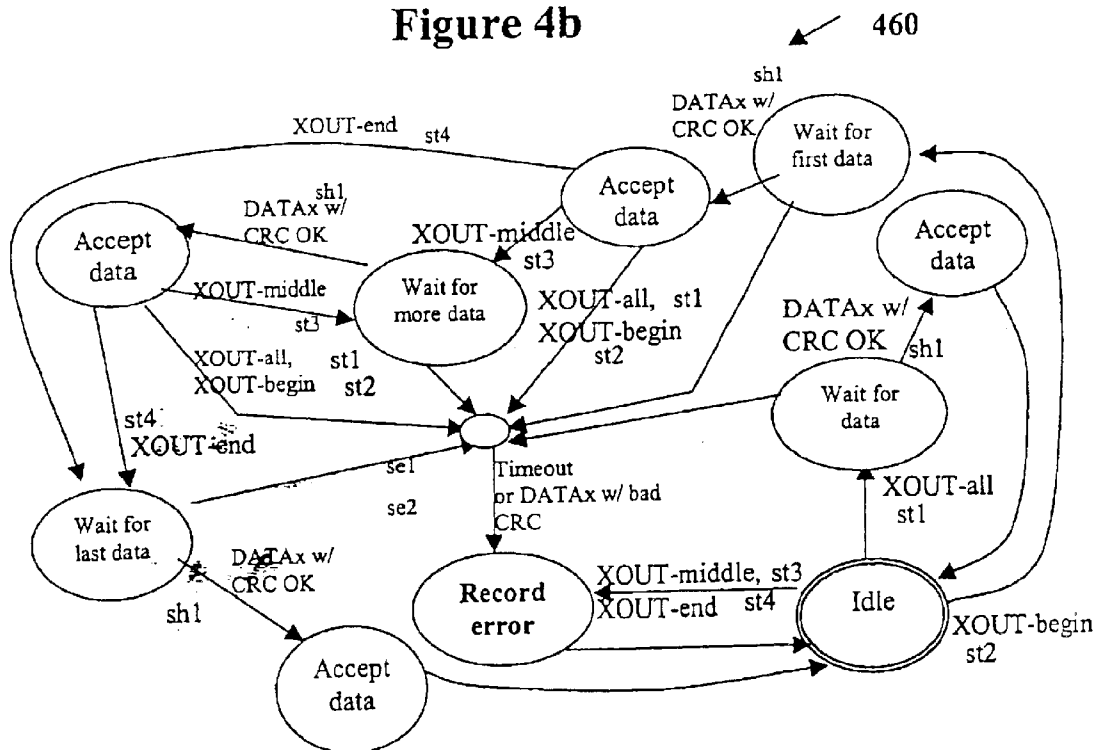 Figure 4b
460
sh1
DATAx w/
CRC OK
Wait for
first data
XOUT-end
st4
Accept
data
Accept
data
sh1
DATAx w/
CRC OK
Accept
data
XOUT-middle
st3
Wait for
more data
XOUT-middle
st3
XOUT-all, st1
XOUT-begin
st2
DATAx w/
CRC OK
sh1
XOUT-all, st1
XOUT-begin st2
Wait for
data
st4
XOUT-end
se1
se2
Timeout
or DATAx w/ bad
CRC
XOUT-all
st1
Wait for
last data
DATAx w/
CRC OK
sh1
Record
error
XOUT-middle, st3
XOUT-end st4
Idle
XOUT-begin
st2
Accept
data